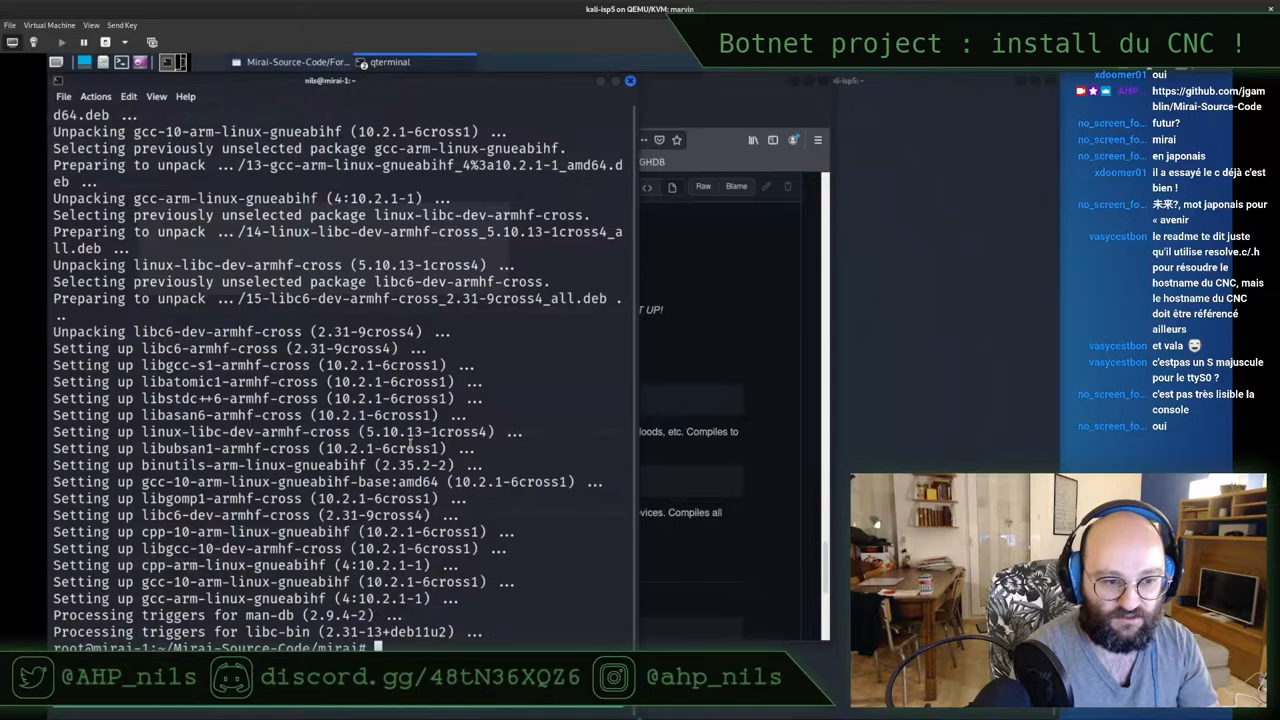 kali-isp5 on QEMU/KVM: marvin
File Virtual Machine View Send Key
Botnet project : install du CNC !
Mirai-Source-Code/For...
qterminal
nils@mirai-1: ~
File Actions Edit View Help
d64.deb ...
Unpacking gcc-10-arm-linux-gnueabihf (10.2.1-6cross1) ...
Selecting previously unselected package gcc-arm-linux-gnueabihf.
Preparing to unpack .../13-gcc-arm-linux-gnueabihf_4%3a10.2.1-1_amd64.d
eb ...
Unpacking gcc-arm-linux-gnueabihf (4:10.2.1-1) ...
Selecting previously unselected package linux-libc-dev-armhf-cross.
Preparing to unpack .../14-linux-libc-dev-armhf-cross_5.10.13-1cross4_a
ll.deb ...
Unpacking linux-libc-dev-armhf-cross (5.10.13-1cross4) ...
Selecting previously unselected package libc6-dev-armhf-cross.
Preparing to unpack .../15-libc6-dev-armhf-cross_2.31-9cross4_all.deb .
..
Unpacking libc6-dev-armhf-cross (2.31-9cross4) ...
Setting up libc6-armhf-cross (2.31-9cross4) ...
Setting up libgcc-s1-armhf-cross (10.2.1-6cross1) ...
Setting up libatomic1-armhf-cross (10.2.1-6cross1) ...
Setting up libstdc++6-armhf-cross (10.2.1-6cross1) ...
Setting up libasan6-armhf-cross (10.2.1-6cross1) ...
Setting up linux-libc-dev-armhf-cross (5.10.13-1cross4) ...
Setting up libubsan1-armhf-cross (10.2.1-6cross1) ...
Setting up binutils-arm-linux-gnueabihf (2.35.2-2) ...
Setting up gcc-10-arm-linux-gnueabihf-base:amd64 (10.2.1-6cross1) ...
Setting up libgomp1-armhf-cross (10.2.1-6cross1) ...
Setting up libc6-dev-armhf-cross (2.31-9cross4) ...
Setting up cpp-10-arm-linux-gnueabihf (10.2.1-6cross1) ...
Setting up libgcc-10-dev-armhf-cross (10.2.1-6cross1) ...
Setting up cpp-arm-linux-gnueabihf (4:10.2.1-1) ...
Setting up gcc-10-arm-linux-gnueabihf (10.2.1-6cross1) ...
Setting up gcc-arm-linux-gnueabihf (4:10.2.1-1) ...
Processing triggers for man-db (2.9.4-2) ...
Processing triggers for libc-bin (2.31-13+deb11u2) ...
root@mirai-1:~/Mirai-Source-Code/mirai#
ali-isp5: ~
GHDB
Raw Blame
T UP!
loods, etc. Compiles to
vices. Compiles all
xdoomer01 oui
AHP_... https://github.com/jgam
blin/Mirai-Source-Code
no_screen_fo... futur?
no_screen_fo... mirai
no_screen_fo... en japonais
xdoomer01 il a essayé le c déjà c'est
bien !
no_screen_fo... 未来?, mot japonais pour
« avenir
vasycestbon le readme te dit juste
qu'il utilise resolve.c/.h
pour résoudre le
hostname du CNC, mais
le hostname du CNC
doit être référencé
ailleurs
vasycestbon et vala
vasycestbon c'estpas un S majuscule
pour le ttyS0 ?
no_screen_fo... c'est pas très lisible la
console
no_screen_fo... oui
@AHP_nils discord.gg/48tN36XQZ6 @ahp_nils